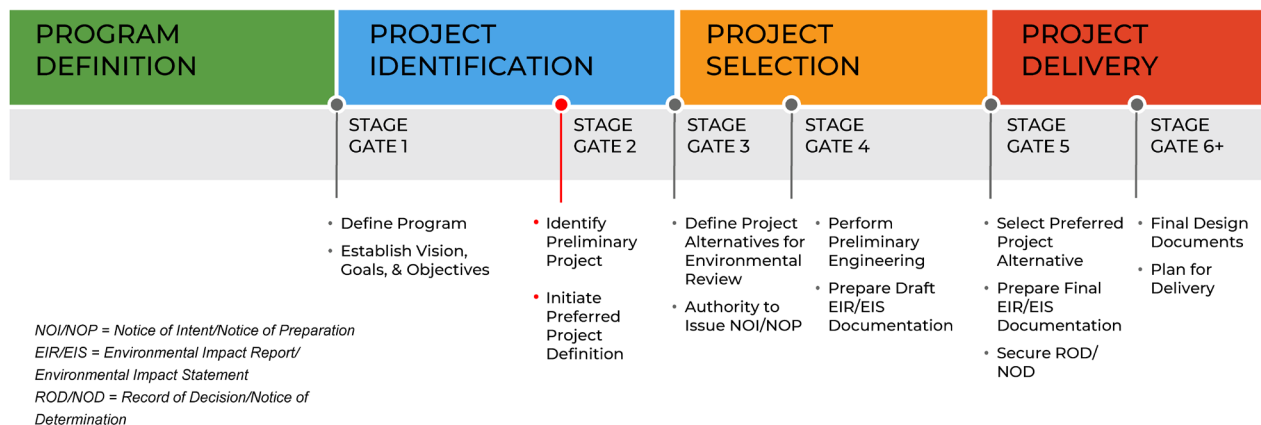 PROGRAM
DEFINITION
PROJECT
IDENTIFICATION
PROJECT
SELECTION
PROJECT
DELIVERY
STAGE
GATE 1
STAGE
GATE 2
STAGE
GATE 3
STAGE
GATE 4
STAGE
GATE 5
STAGE
GATE 6+
• Define Program
• Establish Vision,
Goals, & Objectives
• Identify
Preliminary
Project
• Initiate
Preferred
Project
Definition
• Define Project
Alternatives for
Environmental
Review
• Authority to
Issue NOI/NOP
• Perform
Preliminary
Engineering
• Prepare Draft
EIR/EIS
Documentation
• Select Preferred
Project
Alternative
• Prepare Final
EIR/EIS
Documentation
• Secure ROD/
NOD
• Final Design
Documents
• Plan for
Delivery
NOI/NOP = Notice of Intent/Notice of Preparation
EIR/EIS = Environmental Impact Report/
Environmental Impact Statement
ROD/NOD = Record of Decision/Notice of
Determination